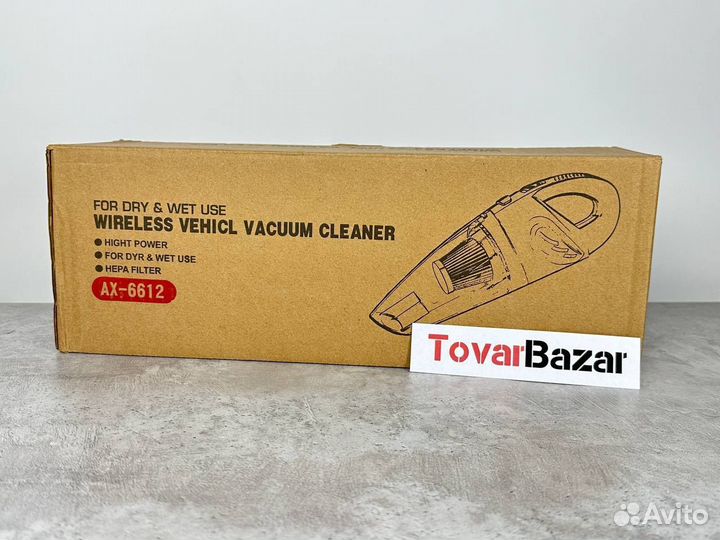 FOR DRY & WET USE
WIRELESS VEHICL VACUUM CLEANER
● HIGHT POWER
● FOR DYR & WET USE
● HEPA FILTER
AX-6612
TovarBazar
Avito